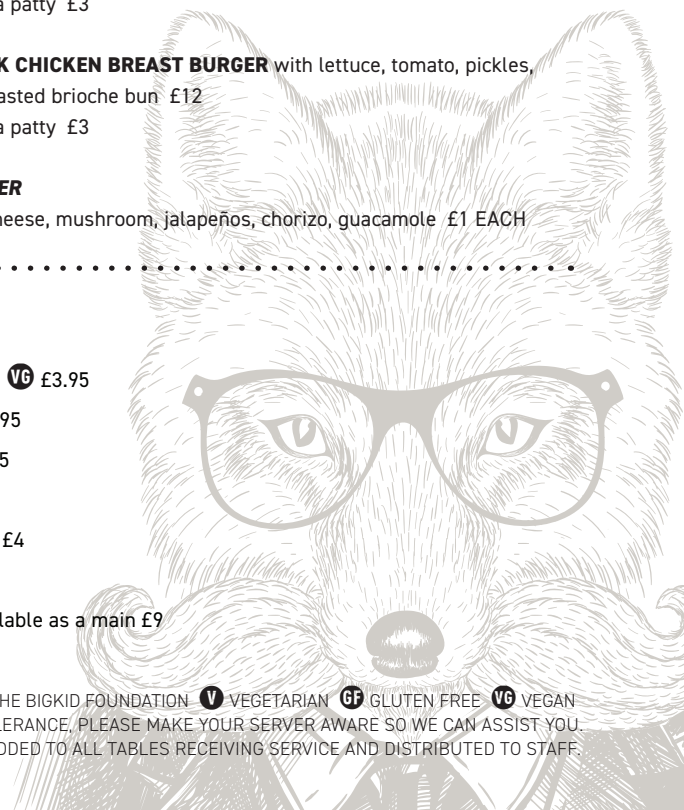 a patty £3
K CHICKEN BREAST BURGER with lettuce, tomato, pickles,
asted brioche bun £12
a patty £3
ER
heese, mushroom, jalapeños, chorizo, guacamole £1 EACH
VG £3.95
95
5
£4
lable as a main £9
HE BIGKID FOUNDATION V VEGETARIAN GF GLUTEN FREE VG VEGAN
LERANCE, PLEASE MAKE YOUR SERVER AWARE SO WE CAN ASSIST YOU.
DDED TO ALL TABLES RECEIVING SERVICE AND DISTRIBUTED TO STAFF.